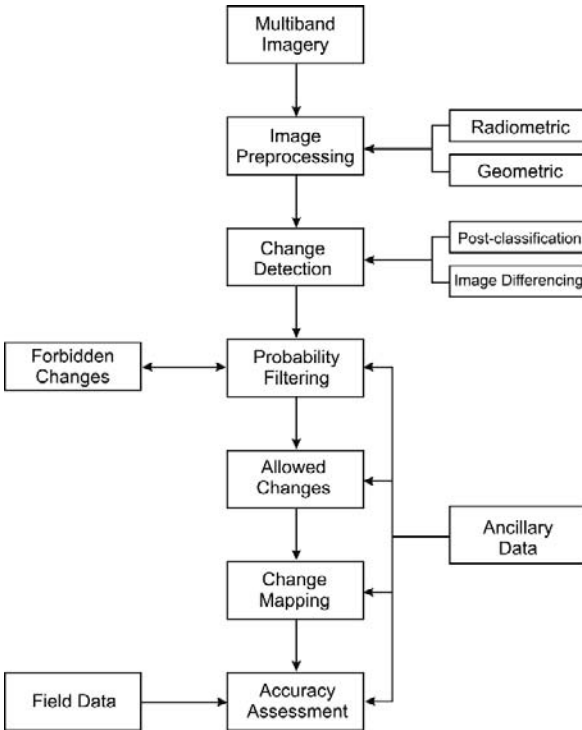 Multiband
Imagery
Image
Preprocessing
Radiometric
Geometric
Change
Detection
Post-classification
Image Differencing
Forbidden
Changes
Probability
Filtering
Allowed
Changes
Ancillary
Data
Change
Mapping
Field Data
Accuracy
Assessment